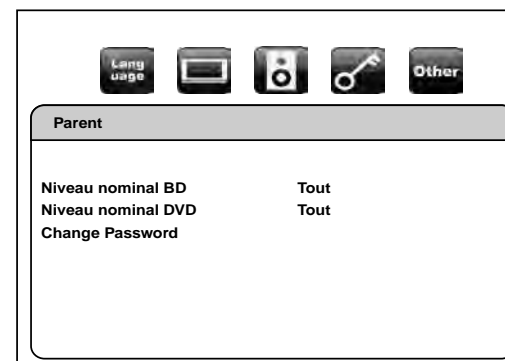 Lang
uage
Other
Parent
Niveau nominal BD Tout
Niveau nominal DVD Tout
Change Password